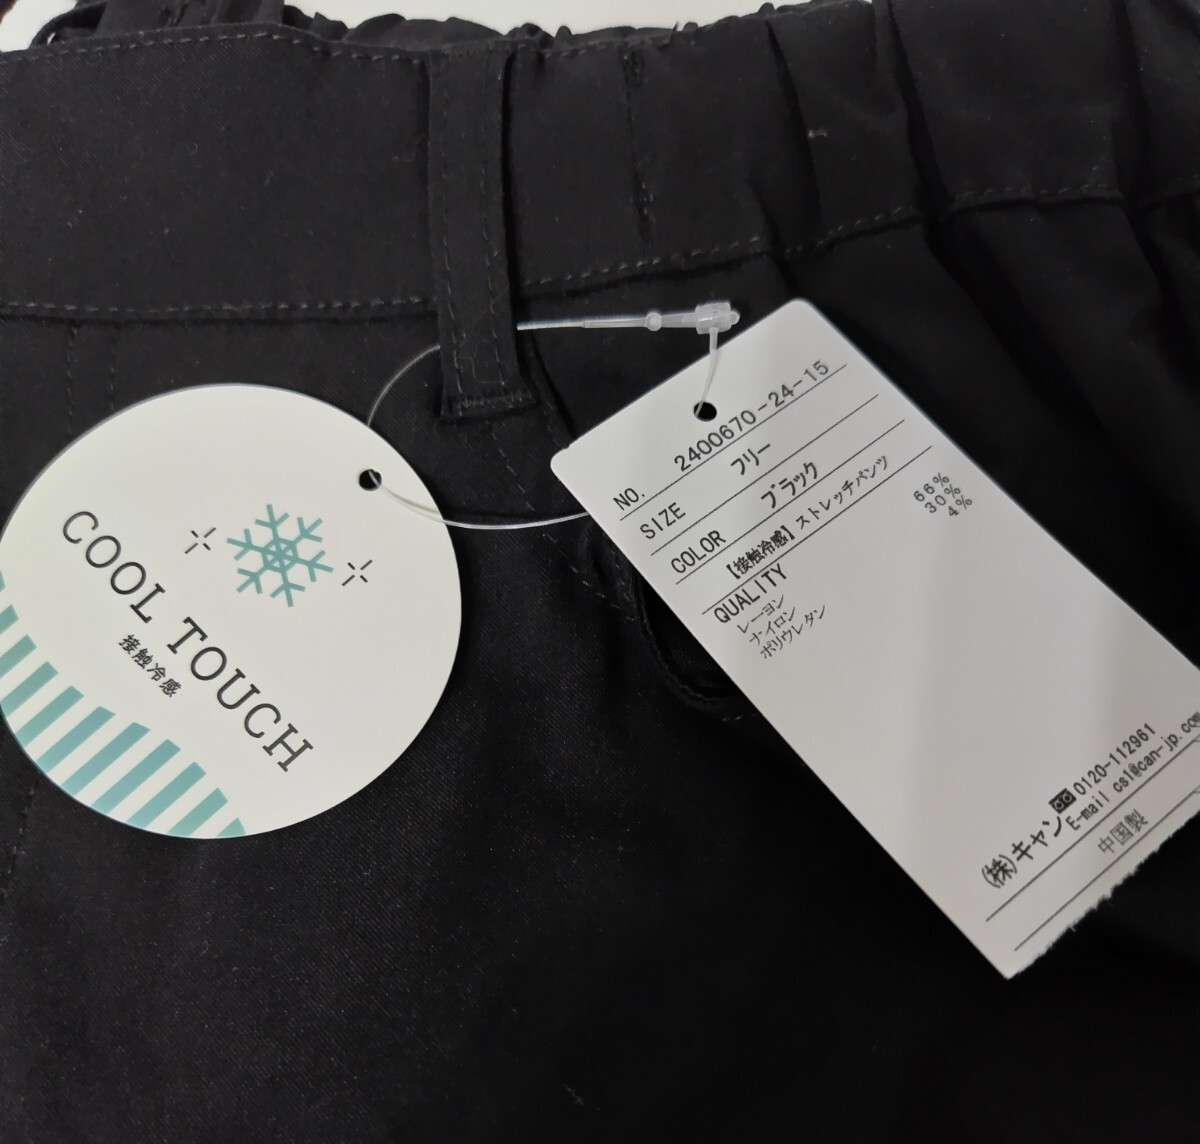 COOL TOUCH
接触冷感
NO. 2400670-24-15
SIZE フリー
COLOR ブラック
【接触冷感】ストレッチパンツ
QUALITY
レーヨン 66%
ナイロン 30%
ポリウレタン 4%
(株)キャン 0120-112961
E-mail cs1@can-jp.com
中国製